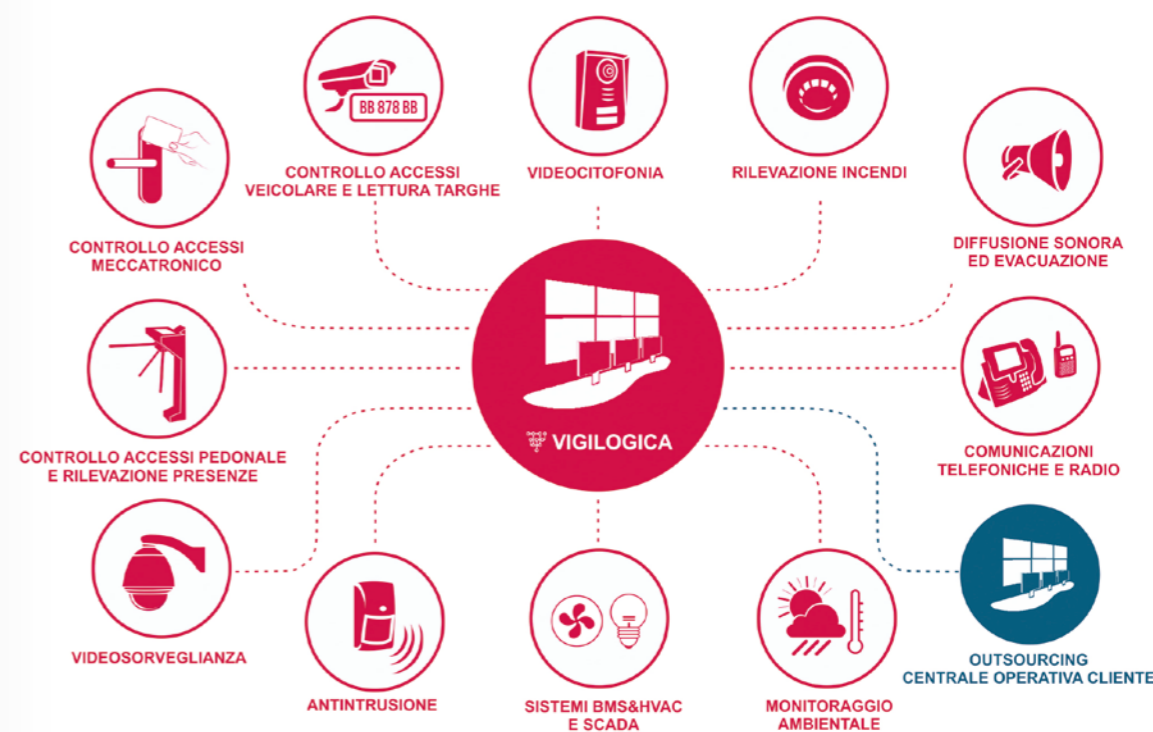 BB 878 BB
CONTROLLO ACCESSI
VEICOLARE E LETTURA TARGHE
VIDEOCITOFONIA
RILEVAZIONE INCENDI
CONTROLLO ACCESSI
MECCATRONICO
DIFFUSIONE SONORA
ED EVACUAZIONE
VIGILOGICA
CONTROLLO ACCESSI PEDONALE
E RILEVAZIONE PRESENZE
COMUNICAZIONI
TELEFONICHE E RADIO
VIDEOSORVEGLIANZA
ANTINTRUSIONE
SISTEMI BMS&HVAC
E SCADA
MONITORAGGIO
AMBIENTALE
OUTSOURCING
CENTRALE OPERATIVA CLIENTE